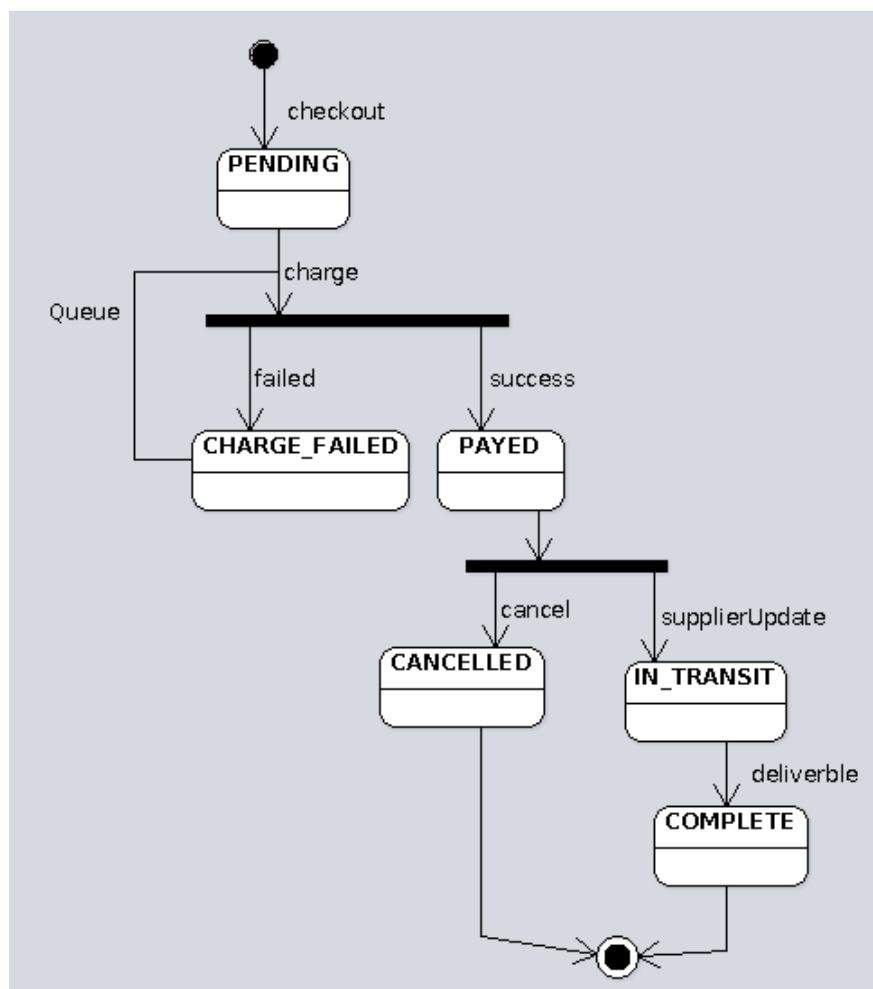 checkout
PENDING
charge
Queue
failed
success
CHARGE_FAILED
PAYED
cancel
supplierUpdate
CANCELLED
IN_TRANSIT
deliverble
COMPLETE